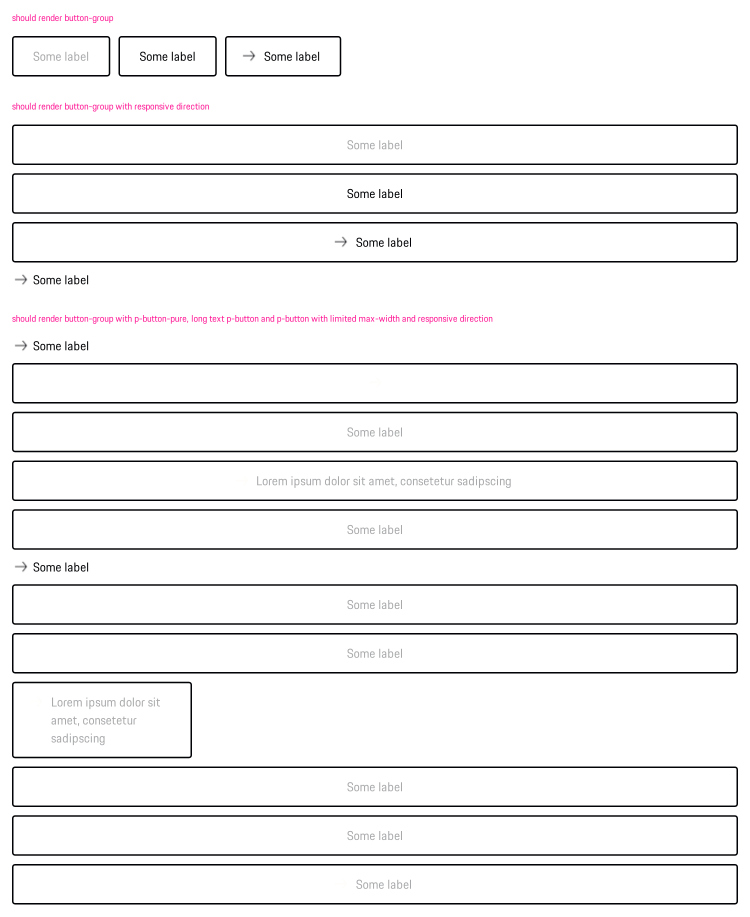 should render button-group
Some label Some label Some label
should render button-group with responsive direction
Some label
Some label
Some label
Some label
should render button-group with p-button-pure, long text p-button and p-button with limited max-width and responsive direction
Some label
Some label
Lorem ipsum dolor sit amet, consetetur sadipscing
Some label
Some label
Some label
Some label
Lorem ipsum dolor sit
amet, consetetur
sadipscing
Some label
Some label
Some label